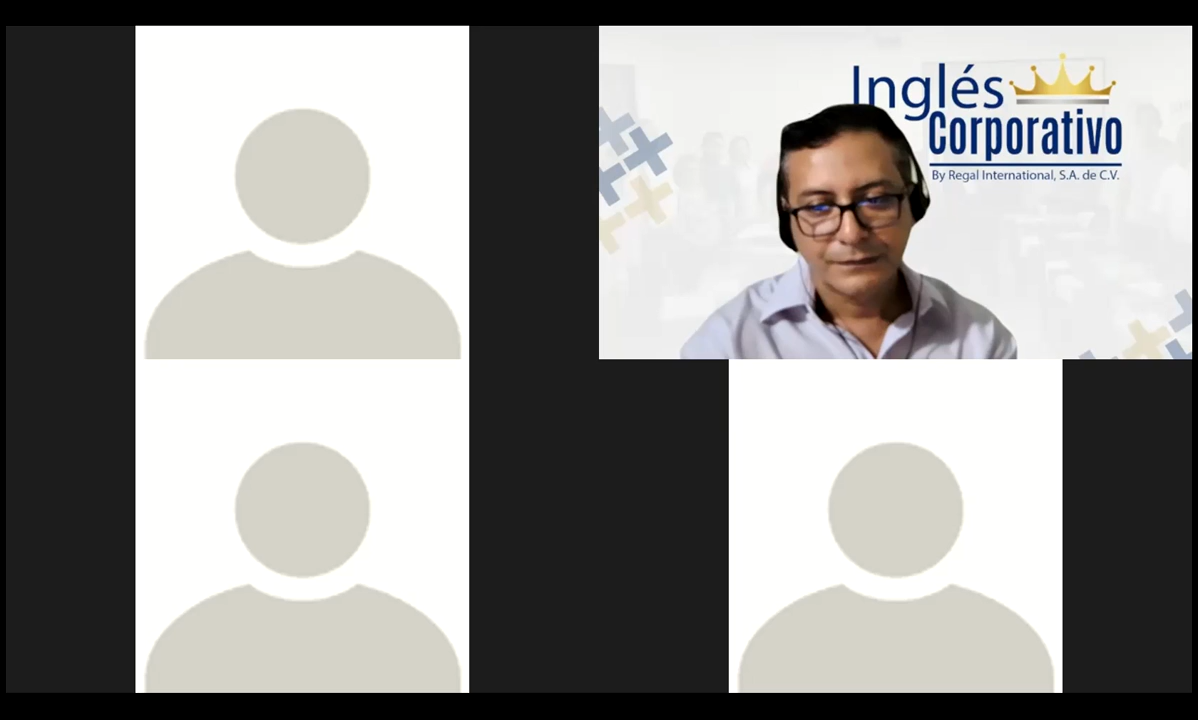 Inglés
Corporativo
By Regal International, S.A. de C.V.